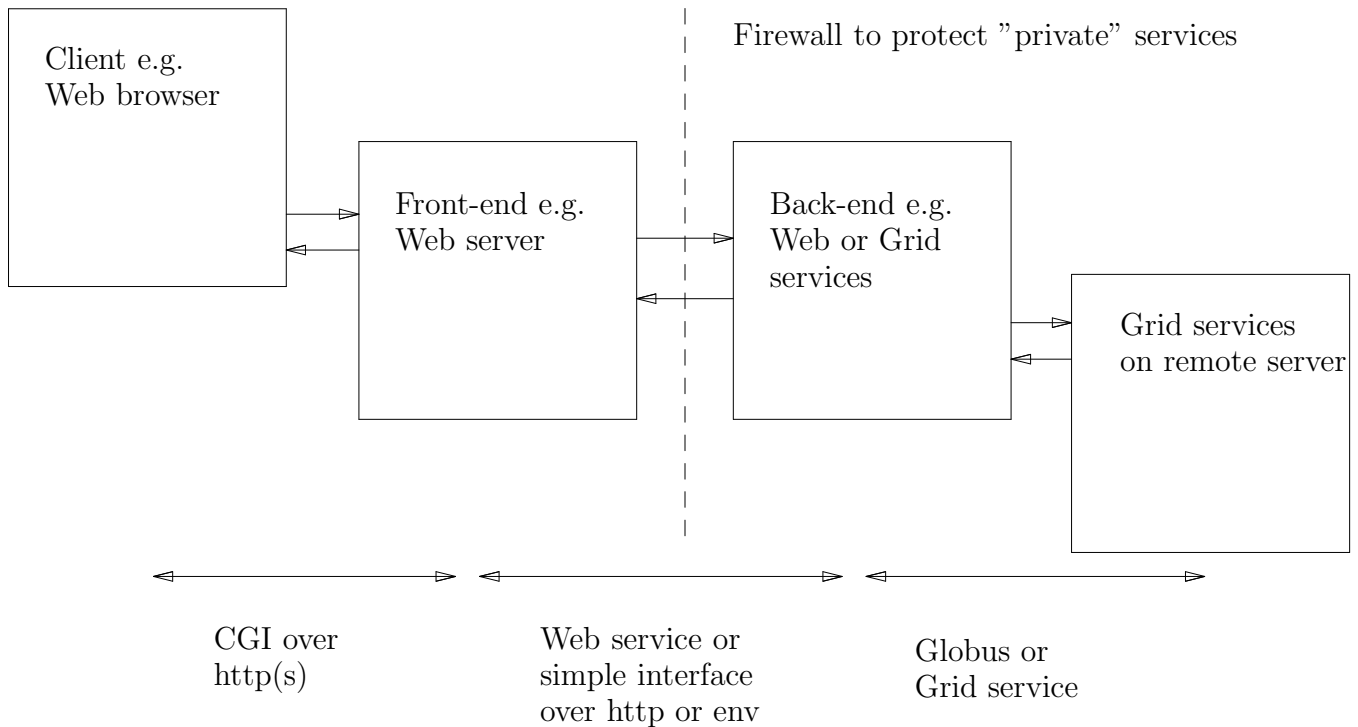 Client e.g.
Web browser
Firewall to protect ”private” services
Front-end e.g.
Web server
Back-end e.g.
Web or Grid
services
Grid services
on remote server
CGI over
http(s)
Web service or
simple interface
over http or env
Globus or
Grid service